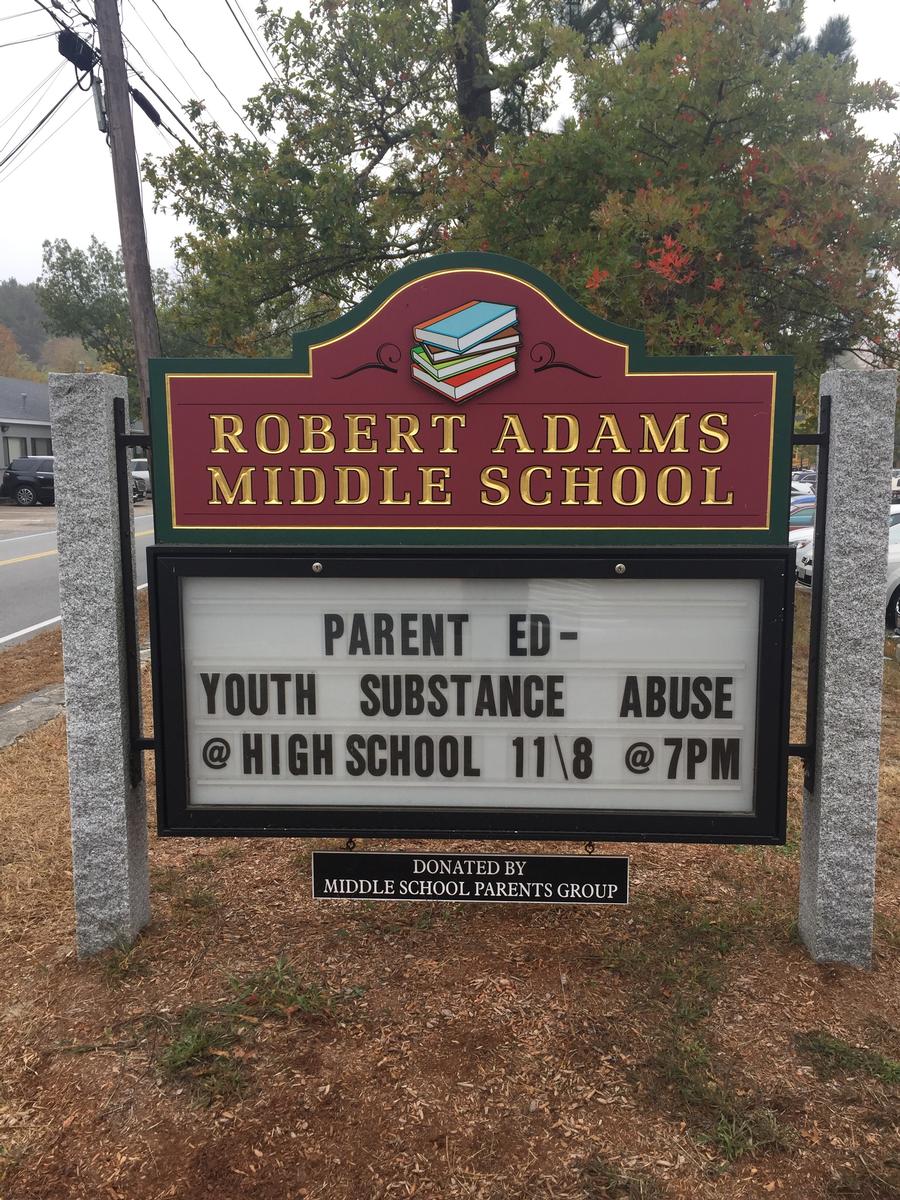 ROBERT ADAMS
MIDDLE SCHOOL
PARENT ED-
YOUTH SUBSTANCE ABUSE
@ HIGH SCHOOL 11\8 @ 7PM
DONATED BY
MIDDLE SCHOOL PARENTS GROUP